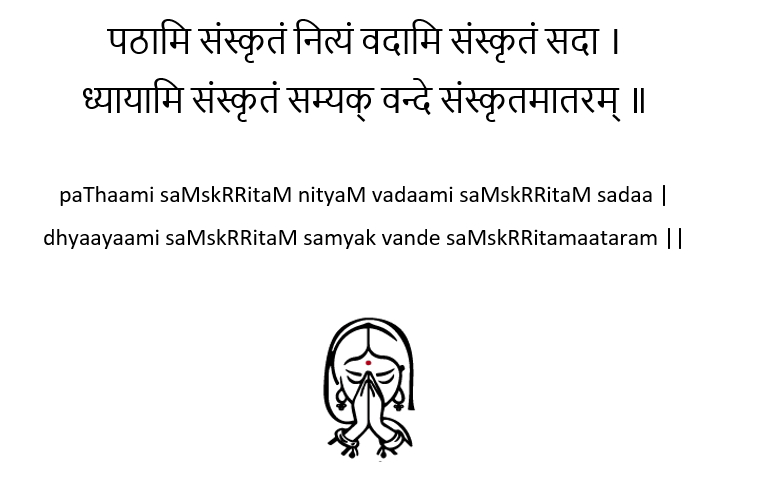 पठामि संस्कृतं नित्यं वदामि संस्कृतं सदा ।
ध्यायामि संस्कृतं सम्यक् वन्दे संस्कृतमातरम् ॥
paThaami saMskRRitaM nityaM vadaami saMskRRitaM sadaa |
dhyaayaami saMskRRitaM samyak vande saMskRRitamaataram ||